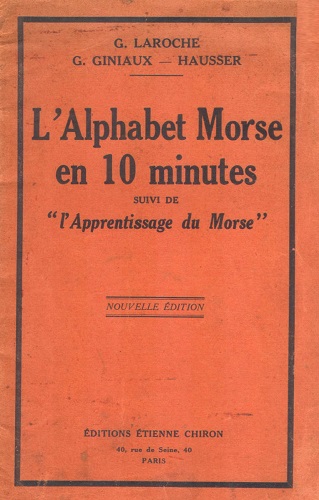 G. LAROCHE
G. GINIAUX — HAUSSER
L'Alphabet Morse
en 10 minutes
SUIVI DE
“l'Apprentissage du Morse”
NOUVELLE ÉDITION
ÉDITIONS ÉTIENNE CHIRON
40, rue de Seine, 40
PARIS